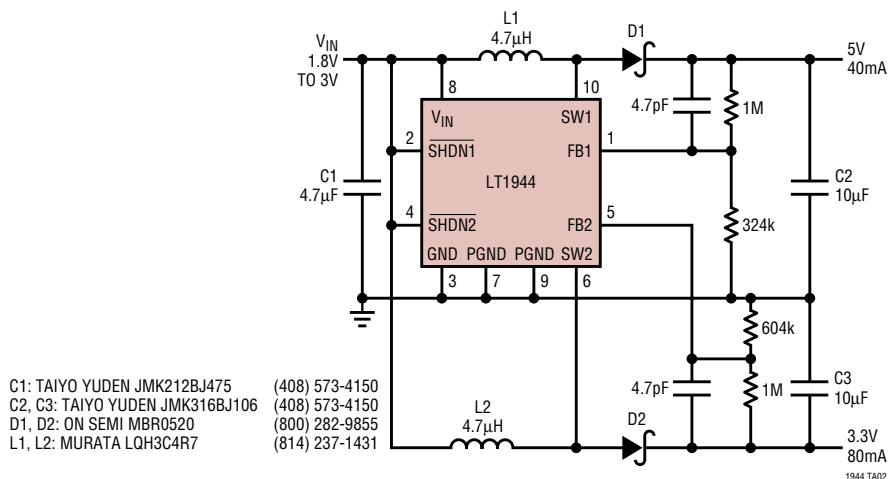 L1
4.7µH
D1
VIN
1.8V
TO 3V
5V
40mA
8
10
4.7pF
1M
VIN
SW1
2
SHDN1
FB1
1
LT1944
C1
4.7µF
C2
10µF
4
SHDN2
FB2
5
324k
GND
PGND
PGND
SW2
3
7
9
6
604k
4.7pF
1M
C3
10µF
C1: TAIYO YUDEN JMK212BJ475 (408) 573-4150
C2, C3: TAIYO YUDEN JMK316BJ106 (408) 573-4150
D1, D2: ON SEMI MBR0520 (800) 282-9855
L1, L2: MURATA LQH3C4R7 (814) 237-1431
L2
4.7µH
D2
3.3V
80mA
1944 TA02